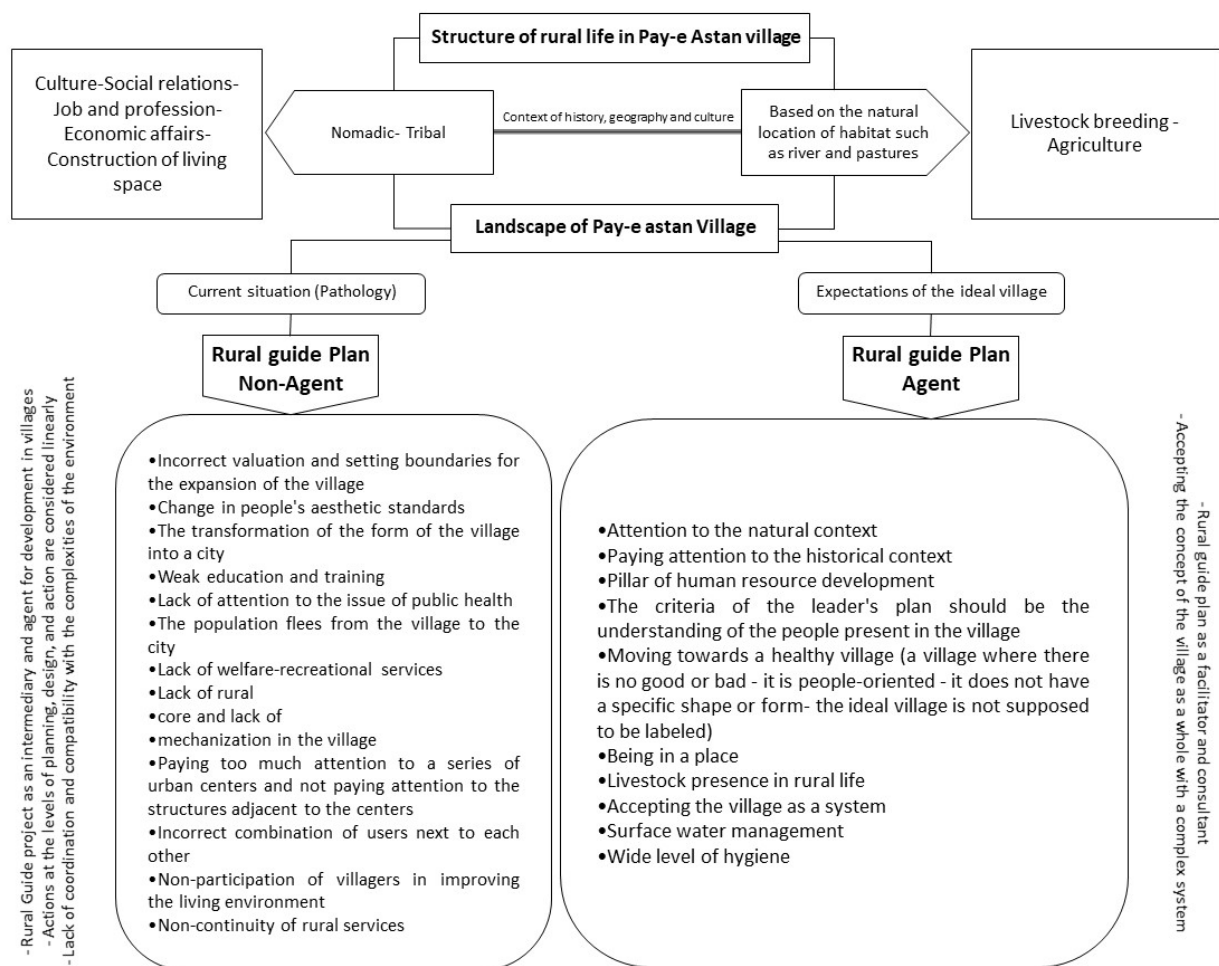 Structure of rural life in Pay-e Astan village
Culture-Social relations-
Job and profession-
Economic affairs-
Construction of living
space
Nomadic- Tribal
Context of history, geography and culture
Based on the natural
location of habitat such
as river and pastures
Livestock breeding -
Agriculture
Landscape of Pay-e astan Village
Current situation (Pathology)
Expectations of the ideal village
Rural guide Plan
Non-Agent
Rural guide Plan
Agent
- Rural Guide project as an intermediary and agent for development in villages
- Actions at the levels of planning, design, and action are considered linearly
- Lack of coordination and compatibility with the complexities of the environment
•Incorrect valuation and setting boundaries for
the expansion of the village
•Change in people's aesthetic standards
•The transformation of the form of the village
into a city
•Weak education and training
•Lack of attention to the issue of public health
•The population flees from the village to the
city
•Lack of welfare-recreational services
•Lack of rural
•core and lack of
•mechanization in the village
•Paying too much attention to a series of
urban centers and not paying attention to the
structures adjacent to the centers
•Incorrect combination of users next to each
other
•Non-participation of villagers in improving
the living environment
•Non-continuity of rural services
•Attention to the natural context
•Paying attention to the historical context
•Pillar of human resource development
•The criteria of the leader's plan should be the
understanding of the people present in the village
•Moving towards a healthy village (a village where there
is no good or bad - it is people-oriented - it does not have
a specific shape or form- the ideal village is not supposed
to be labeled)
•Being in a place
•Livestock presence in rural life
•Accepting the village as a system
•Surface water management
•Wide level of hygiene
- Rural guide plan as a facilitator and consultant
- Accepting the concept of the village as a whole with a complex system